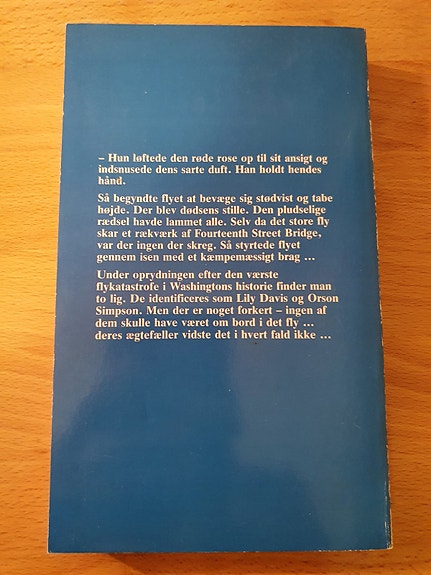 – Hun løftede den røde rose op til sit ansigt og
indsnusede dens sarte duft. Han holdt hendes
hånd.
Så begyndte flyet at bevæge sig stødvist og tabe
højde. Der blev dødsens stille. Den pludselige
rædsel havde lammet alle. Selv da det store fly
skar et rækværk af Fourteenth Street Bridge,
var der ingen der skreg. Så styrtede flyet
gennem isen med et kæmpemæssigt brag ...
Under oprydningen efter den værste
flykatastrofe i Washingtons historie finder man
to lig. De identificeres som Lily Davis og Orson
Simpson. Men der er noget forkert – ingen af
dem skulle have været om bord i det fly ...
deres ægtefæller vidste det i hvert fald ikke ...